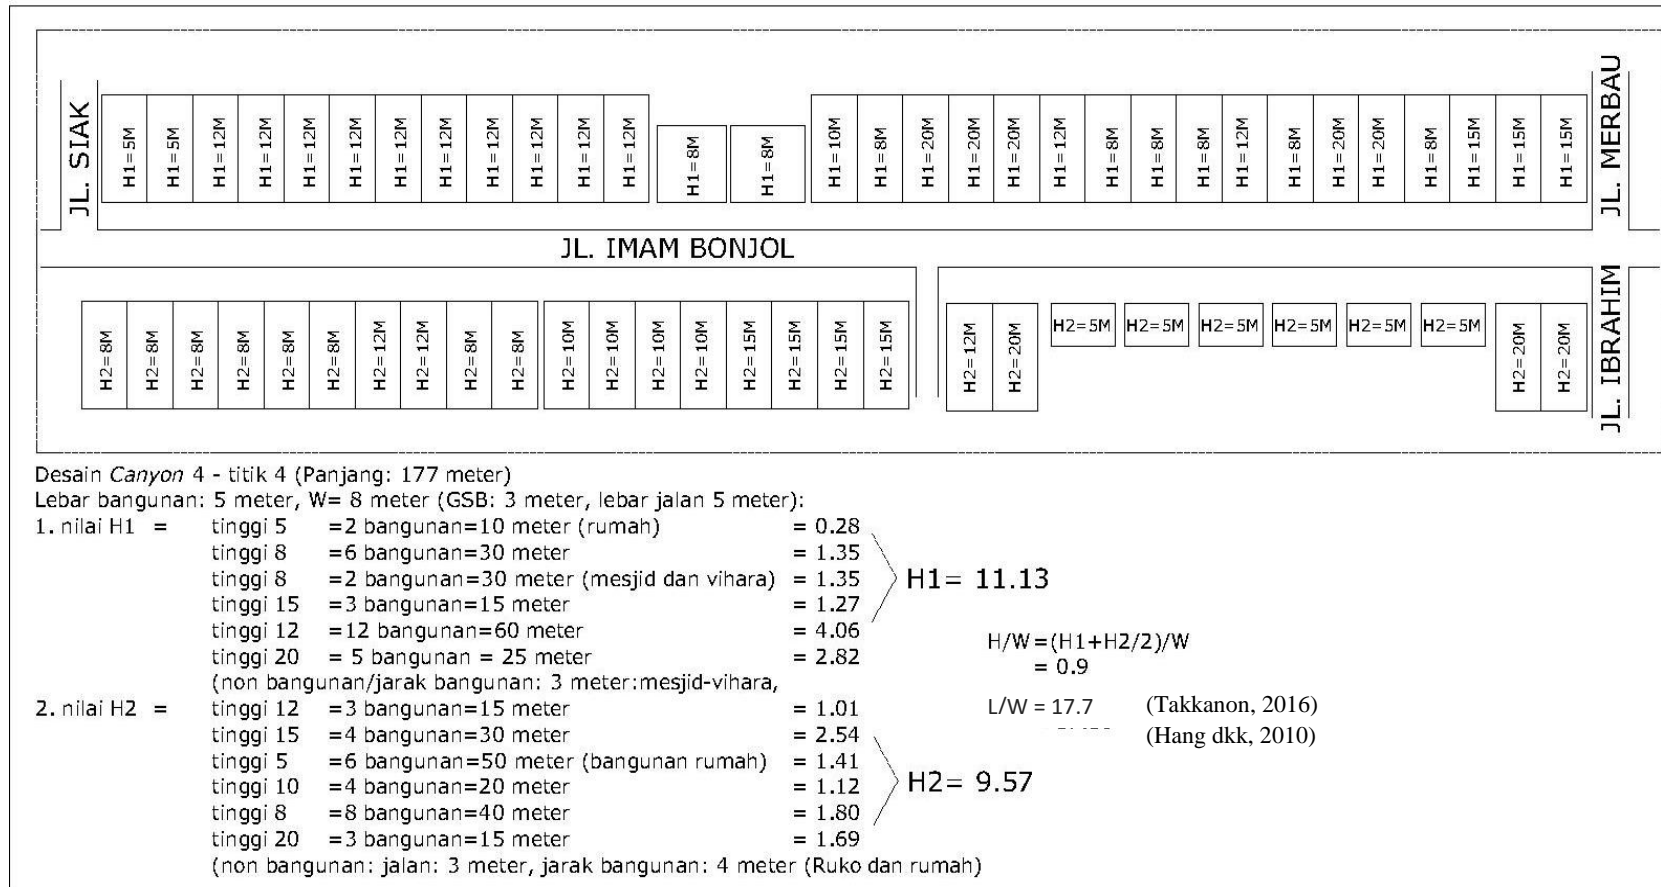 JL. SIAK
H1=5M
H1=5M
H1=12M
H1=12M
H1=12M
H1=12M
H1=12M
H1=12M
H1=12M
H1=12M
H1=12M
H1=12M
H1=8M
H1=8M
H1=10M
H1=8M
H1=20M
H1=20M
H1=20M
H1=12M
H1=8M
H1=8M
H1=8M
H1=12M
H1=8M
H1=20M
H1=20M
H1=8M
H1=15M
H1=15M
H1=15M
JL. MERBAU
JL. IMAM BONJOL
H2=8M
H2=8M
H2=8M
H2=8M
H2=8M
H2=8M
H2=12M
H2=12M
H2=8M
H2=8M
H2=10M
H2=10M
H2=10M
H2=10M
H2=15M
H2=15M
H2=15M
H2=15M
H2=12M
H2=20M
H2=5M
H2=5M
H2=5M
H2=5M
H2=5M
H2=5M
H2=20M
H2=20M
JL. IBRAHIM
Desain Canyon 4 - titik 4 (Panjang: 177 meter)
Lebar bangunan: 5 meter, W= 8 meter (GSB: 3 meter, lebar jalan 5 meter):
1. nilai H1 = tinggi 5 =2 bangunan=10 meter (rumah) = 0.28
tinggi 8 =6 bangunan=30 meter = 1.35
tinggi 8 =2 bangunan=30 meter (mesjid dan vihara) = 1.35
H1= 11.13
tinggi 15 =3 bangunan=15 meter = 1.27
tinggi 12 =12 bangunan=60 meter = 4.06
tinggi 20 = 5 bangunan = 25 meter = 2.82
(non bangunan/jarak bangunan: 3 meter:mesjid-vihara,
H/W=(H1+H2/2)/W
= 0.9
L/W = 17.7 (Takkanon, 2016)
(Hang dkk, 2010)
2. nilai H2 = tinggi 12 =3 bangunan=15 meter = 1.01
tinggi 15 =4 bangunan=30 meter = 2.54
tinggi 5 =6 bangunan=50 meter (bangunan rumah) = 1.41
H2= 9.57
tinggi 10 =4 bangunan=20 meter = 1.12
tinggi 8 =8 bangunan=40 meter = 1.80
tinggi 20 =3 bangunan=15 meter = 1.69
(non bangunan: jalan: 3 meter, jarak bangunan: 4 meter (Ruko dan rumah)